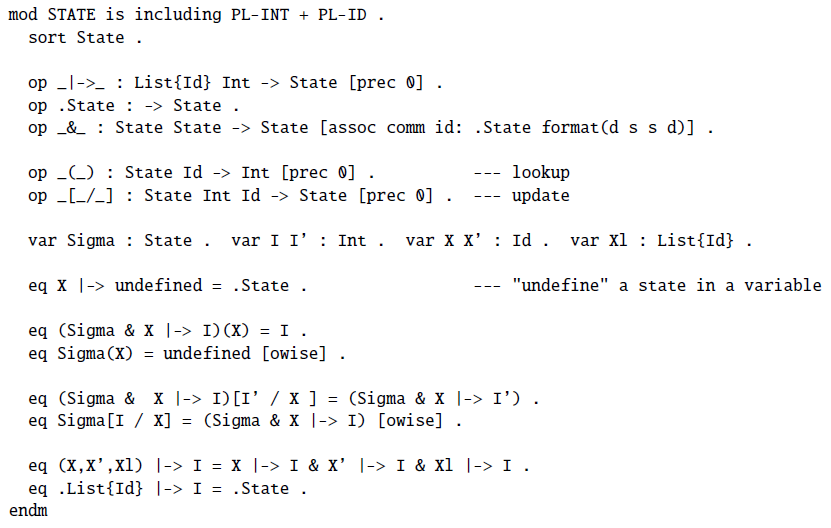 mod STATE is including PL-INT + PL-ID .
  sort State .

  op _|->_ : List{Id} Int -> State [prec 0] .
  op .State : -> State .
  op _&_ : State State -> State [assoc comm id: .State format(d s s d)] .

  op _(_) : State Id -> Int [prec 0] .          --- lookup
  op _[_/_] : State Int Id -> State [prec 0] .  --- update

  var Sigma : State .  var I I’ : Int .  var X X’ : Id .  var Xl : List{Id} .

  eq X |-> undefined = .State .                 --- "undefine" a state in a variable

  eq (Sigma & X |-> I)(X) = I .
  eq Sigma(X) = undefined [owise] .

  eq (Sigma &  X |-> I)[I’ / X ] = (Sigma & X |-> I’) .
  eq Sigma[I / X] = (Sigma & X |-> I) [owise] .

  eq (X,X’,Xl) |-> I = X |-> I & X’ |-> I & Xl |-> I .
  eq .List{Id} |-> I = .State .
endm